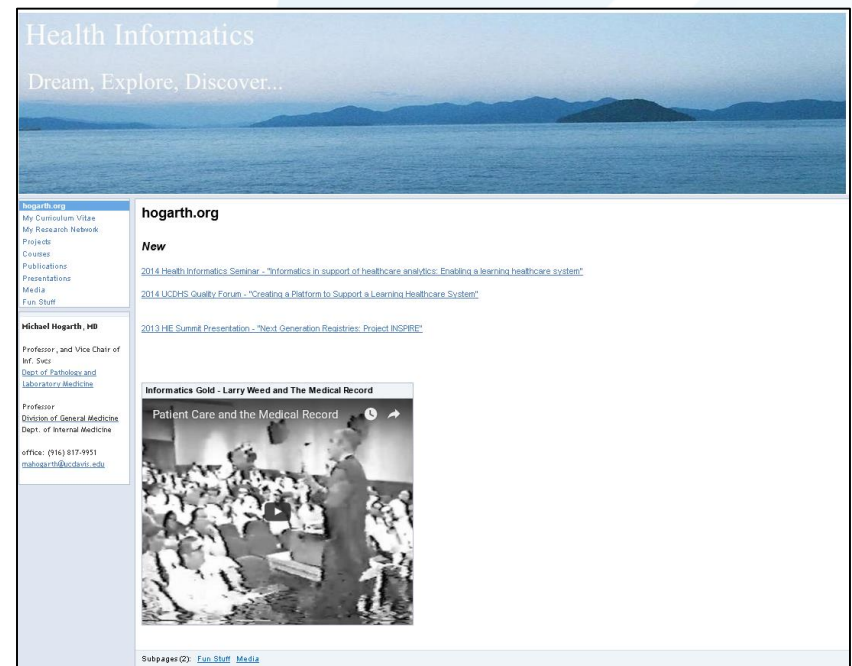 Health Informatics
Dream, Explore, Discover...
hogarth.org
My Curriculum Vitae
My Research Network
Projects
Courses
Publications
Presentations
Media
Fun Stuff
Michael Hogarth, MD
Professor, and Vice Chair of
Inf. Svcs
Dept of Pathology and
Laboratory Medicine
Professor
Division of General Medicine
Dept. of Internal Medicine
office: (916) 817-9951
mahogarth@ucdavis.edu
hogarth.org
New
2014 Health Informatics Seminar - "Informatics in support of healthcare analytics: Enabling a learning healthcare system"
2014 UCDHS Quality Forum - "Creating a Platform to Support a Learning Healthcare System"
2013 HIE Summit Presentation - "Next Generation Registries: Project INSPIRE"
Informatics Gold - Larry Weed and The Medical Record
Patient Care and the Medical Record
Subpages (2): Fun Stuff Media